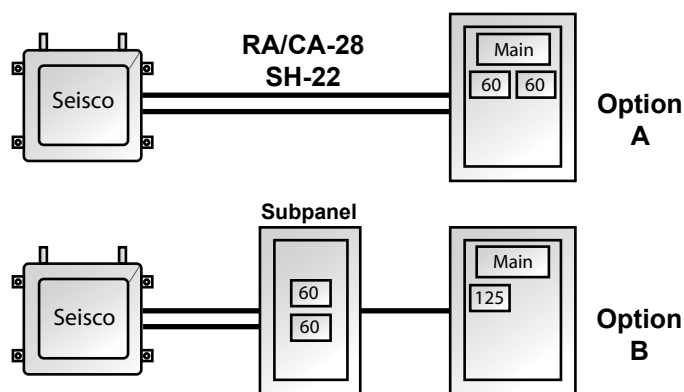 RA/CA-28
SH-22
Seisco
Main
60 60
Option
A
Subpanel
Seisco
60
60
Main
125
Option
B